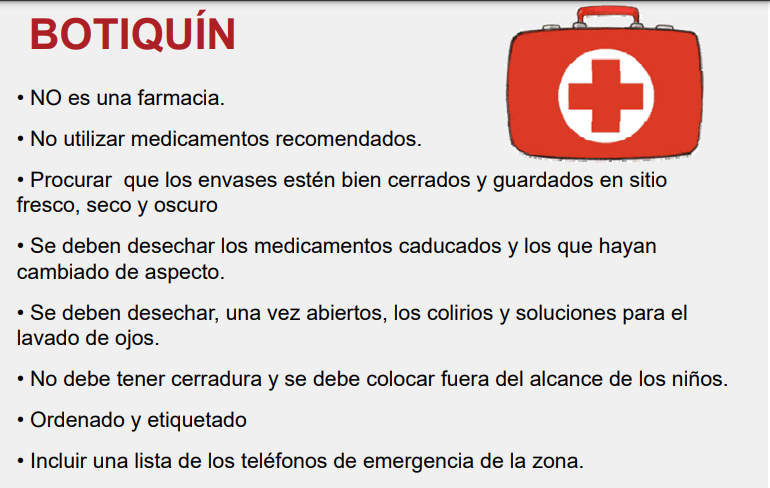 BOTIQUÍN
• NO es una farmacia.
• No utilizar medicamentos recomendados.
• Procurar  que los envases estén bien cerrados y guardados en sitio
fresco, seco y oscuro
• Se deben desechar los medicamentos caducados y los que hayan
cambiado de aspecto.
• Se deben desechar, una vez abiertos, los colirios y soluciones para el
lavado de ojos.
• No debe tener cerradura y se debe colocar fuera del alcance de los niños.
• Ordenado y etiquetado
• Incluir una lista de los teléfonos de emergencia de la zona.